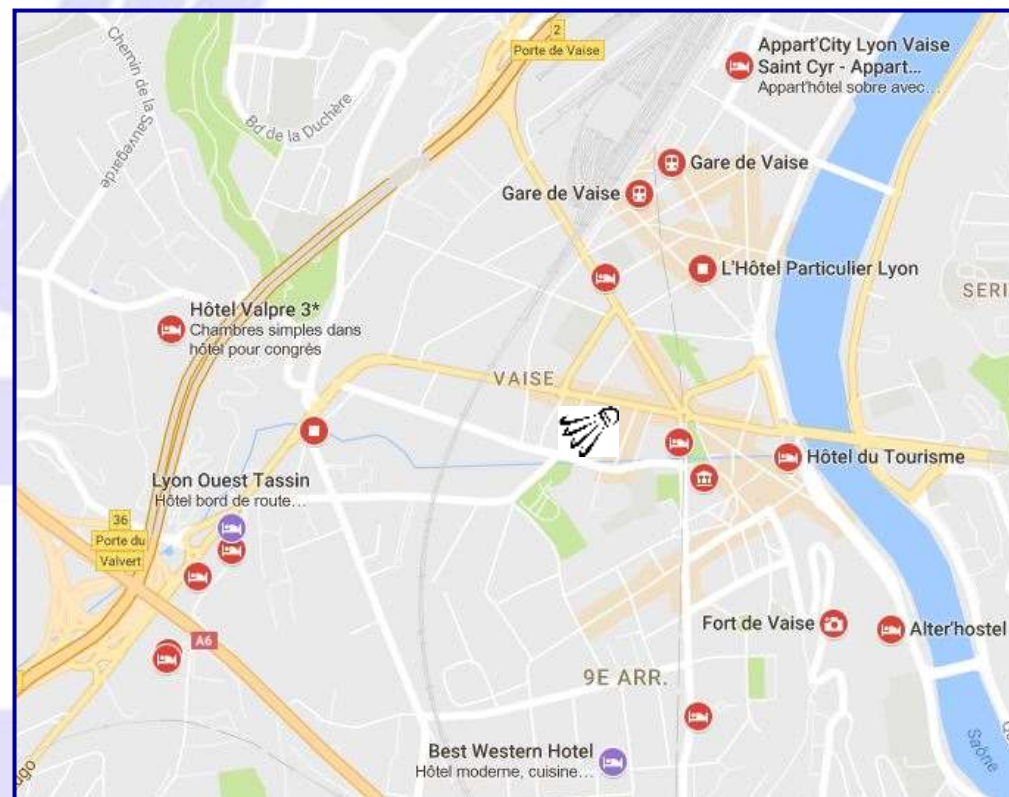 2
Porte de Vaise
Appart'City Lyon Vaise
Saint Cyr - Appart...
Appart'hôtel sobre avec...
Chemin de la Sauvegarde
Bd de la Duchère
Gare de Vaise
Gare de Vaise
L'Hôtel Particulier Lyon
SERI
Hôtel Valpre 3*
Chambres simples dans
hôtel pour congrès
VAISE
Hôtel du Tourisme
Lyon Ouest Tassin
Hôtel bord de route...
36
Porte du
Valvert
A6
Fort de Vaise
Alter'hostel
9E ARR.
Saône
Best Western Hotel
Hôtel moderne, cuisine...
ugo